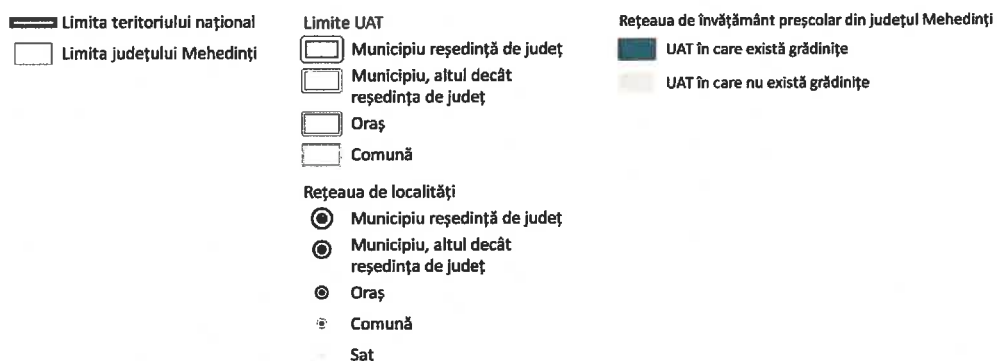 Limita teritoriului național
Limita județului Mehedinți
Limite UAT
Municipiu reședință de județ
Municipiu, altul decât
reședința de județ
Oraș
Comună
Rețeaua de localități
Municipiu reședință de județ
Municipiu, altul decât
reședința de județ
Oraș
Comună
Sat
Rețeaua de învățământ preșcolar din județul Mehedinți
UAT în care există grădinițe
UAT în care nu există grădinițe